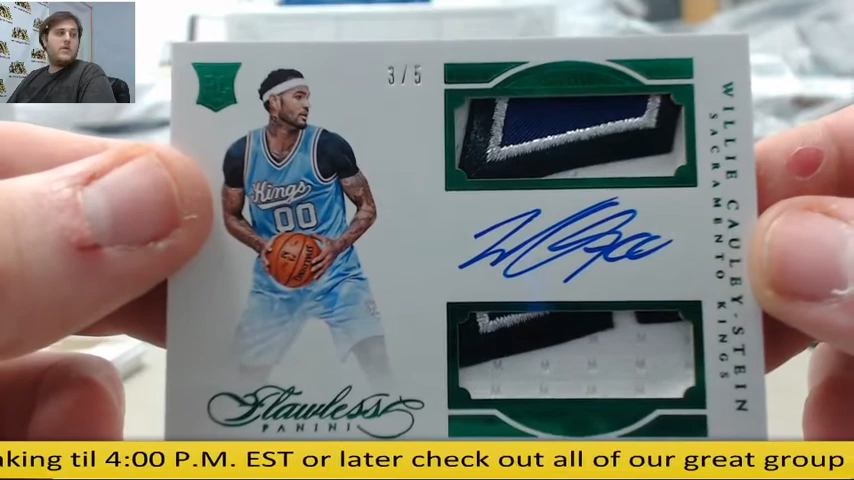 RC
3/5
Kings
00
WILLIE CAULEY-STEIN
SACRAMENTO KINGS
Flawless
PANINI
aking til 4:00 P.M. EST or later check out all of our great group